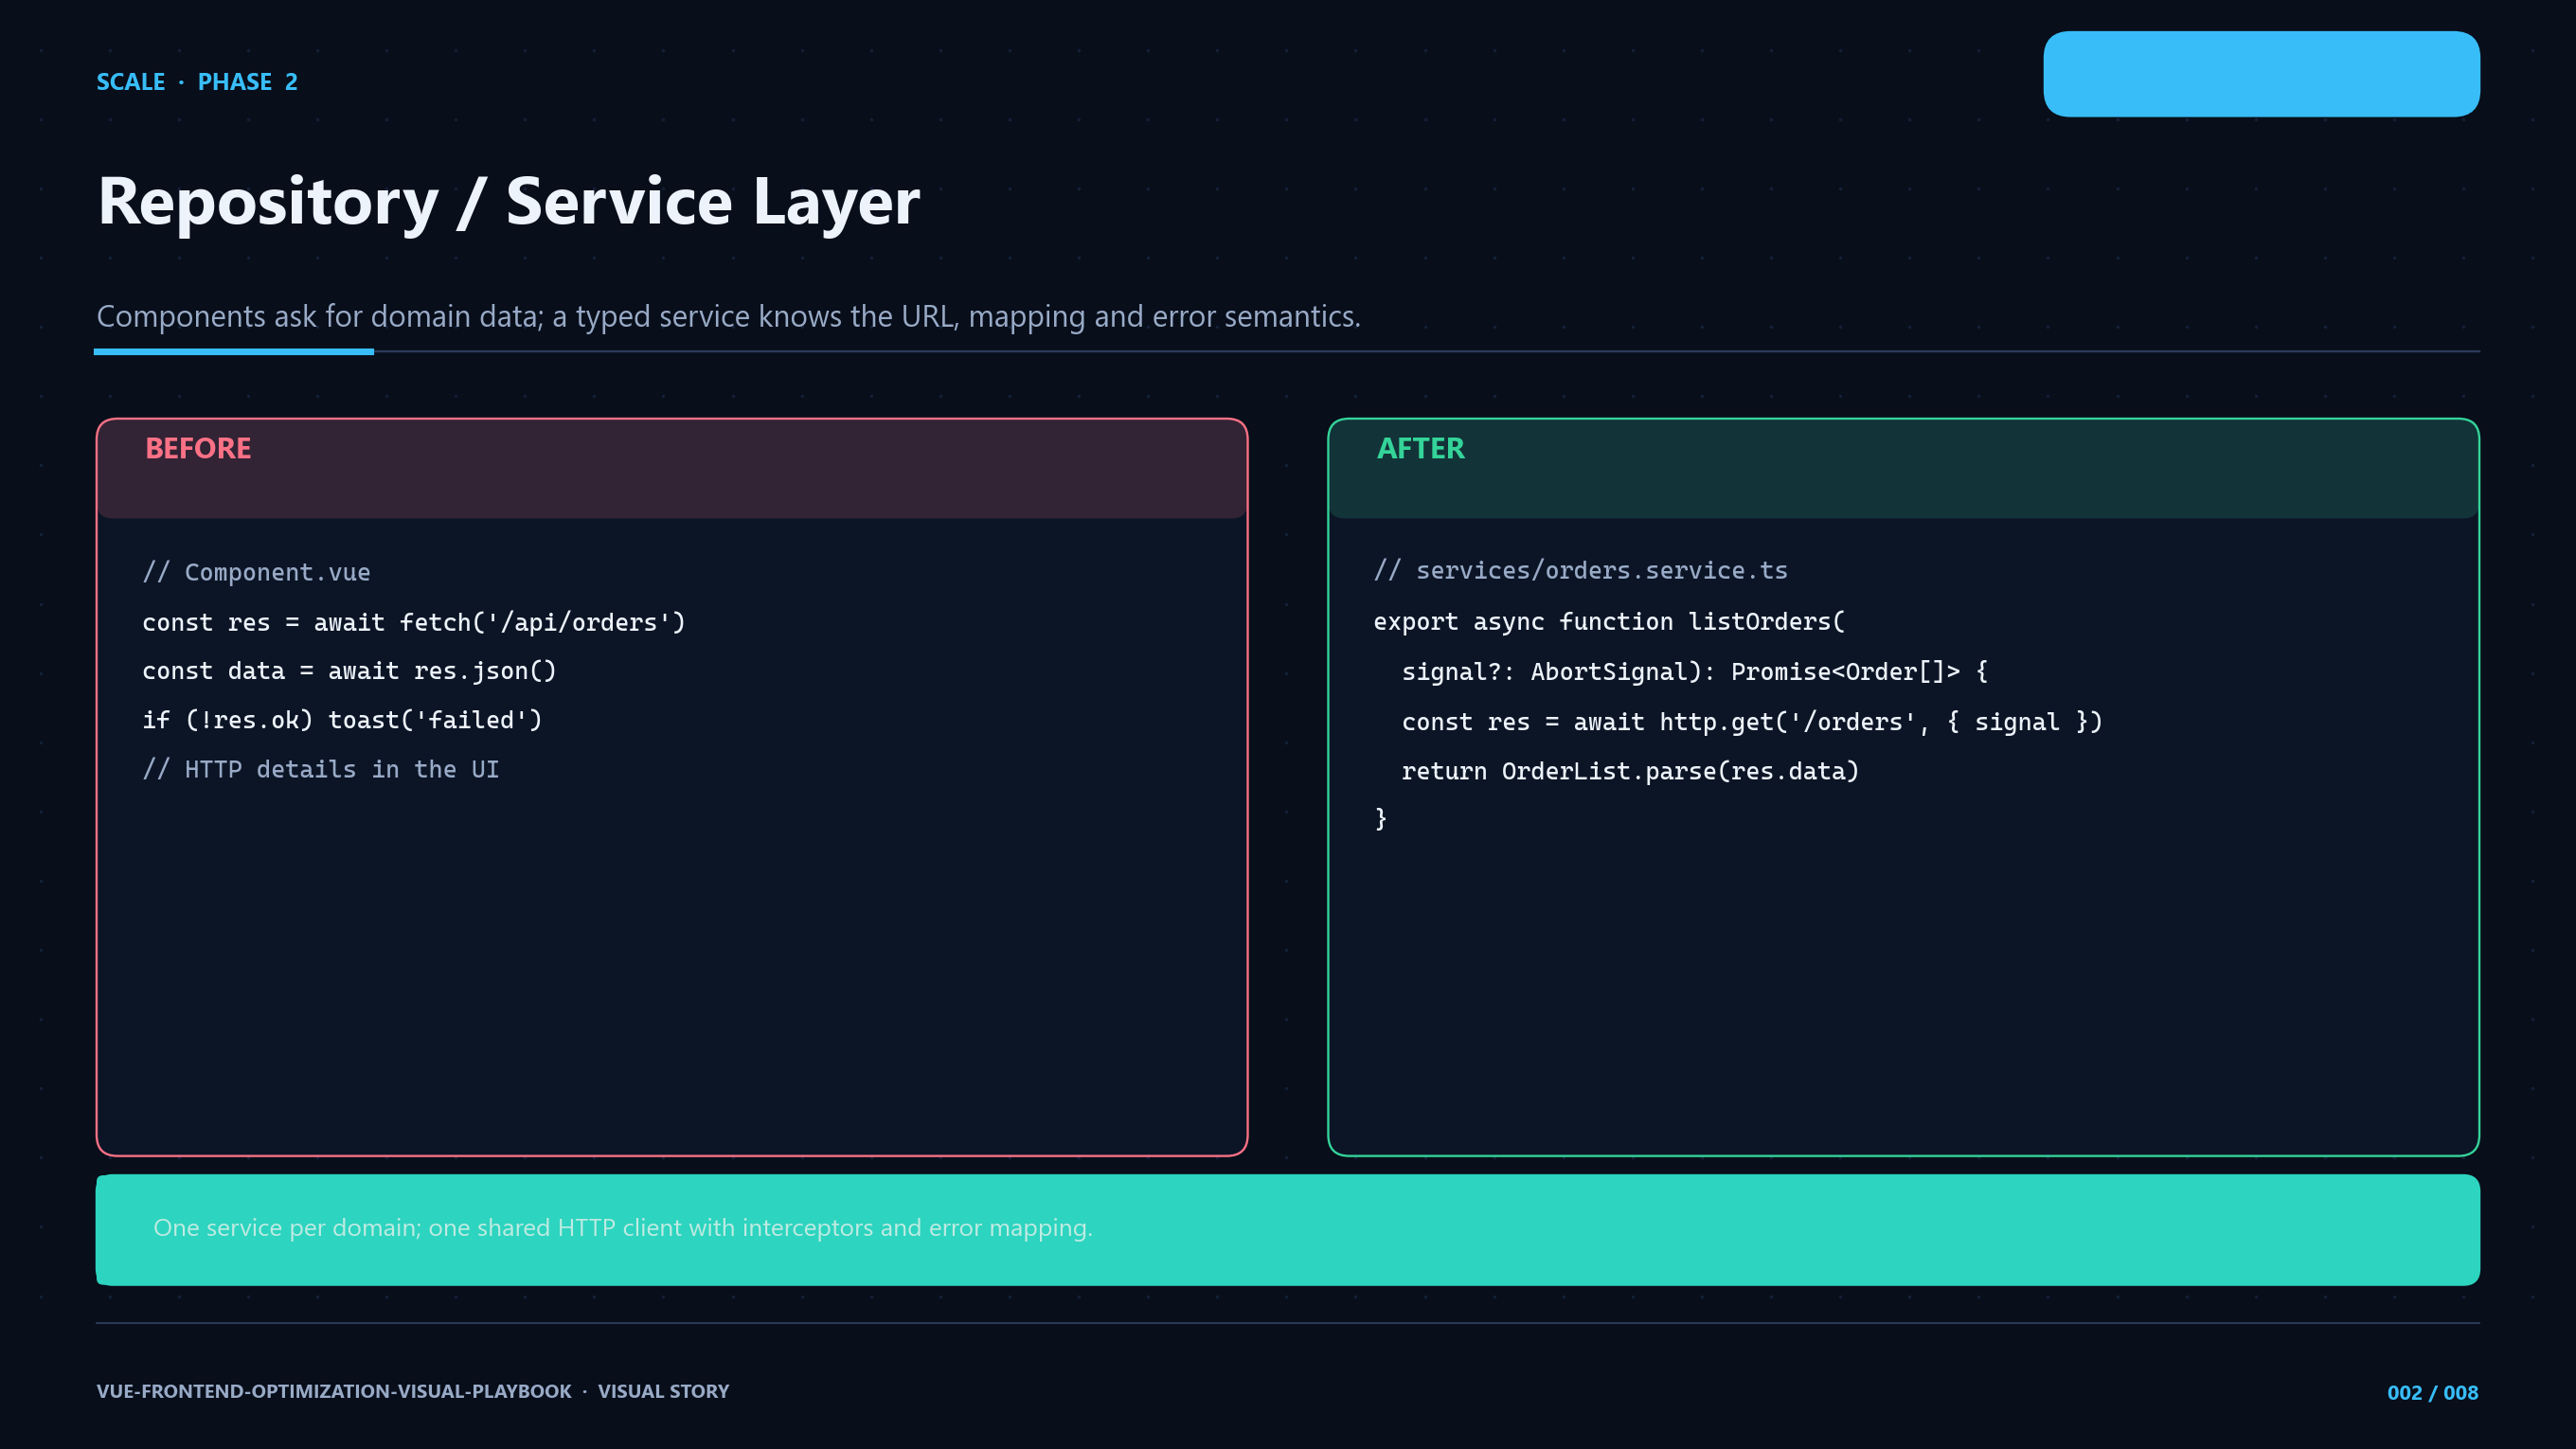 SCALE · PHASE 2
Repository / Service Layer
Components ask for domain data; a typed service knows the URL, mapping and error semantics.
BEFORE
// Component.vue
const res = await fetch('/api/orders')
const data = await res.json()
if (!res.ok) toast('failed')
// HTTP details in the UI
AFTER
// services/orders.service.ts
export async function listOrders(
  signal?: AbortSignal): Promise<Order[]> {
  const res = await http.get('/orders', { signal })
  return OrderList.parse(res.data)
}
One service per domain; one shared HTTP client with interceptors and error mapping.
VUE-FRONTEND-OPTIMIZATION-VISUAL-PLAYBOOK · VISUAL STORY
002 / 008